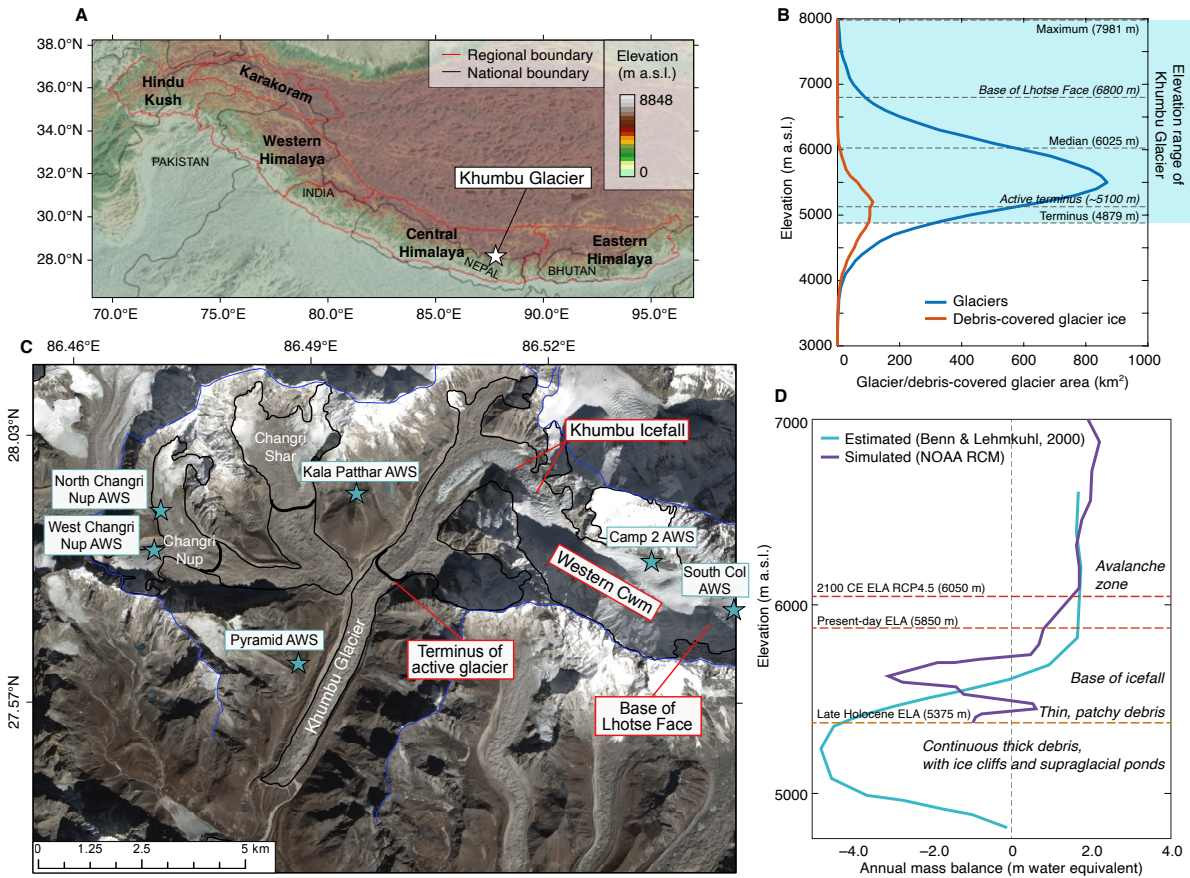 A
38.0°N
36.0°N
34.0°N
32.0°N
30.0°N
28.0°N
70.0°E
75.0°E
80.0°E
85.0°E
90.0°E
95.0°E
Regional boundary
National boundary
Elevation
(m a.s.l.)
8848
0
Hindu
Kush
Karakoram
Western
Himalaya
PAKISTAN
INDIA
Khumbu Glacier
Central
Himalaya
NEPAL
BHUTAN
Eastern
Himalaya
B
8000
7000
6000
5000
4000
3000
Elevation (m a.s.l.)
Maximum (7981 m)
Base of Lhotse Face (6800 m)
Median (6025 m)
Active terminus (~5100 m)
Terminus (4879 m)
Elevation range of
Khumbu Glacier
Glaciers
Debris-covered glacier ice
0
200
400
600
800
1000
Glacier/debris-covered glacier area (km²)
C
86.46°E
86.49°E
86.52°E
28.03°N
27.57°N
Changri
Shar
Khumbu Icefall
Kala Patthar AWS
North Changri
Nup AWS
West Changri
Nup AWS
Changri
Nup
Camp 2 AWS
South Col
AWS
Western Cwm
Pyramid AWS
Khumbu Glacier
Terminus of
active glacier
Base of
Lhotse Face
0
1.25
2.5
5 km
D
7000
6000
5000
Elevation (m a.s.l.)
Estimated (Benn & Lehmkuhl, 2000)
Simulated (NOAA RCM)
Avalanche
zone
2100 CE ELA RCP4.5 (6050 m)
Present-day ELA (5850 m)
Base of icefall
Thin, patchy debris
Late Holocene ELA (5375 m)
Continuous thick debris,
with ice cliffs and supraglacial ponds
−4.0
−2.0
0
2.0
4.0
Annual mass balance (m water equivalent)